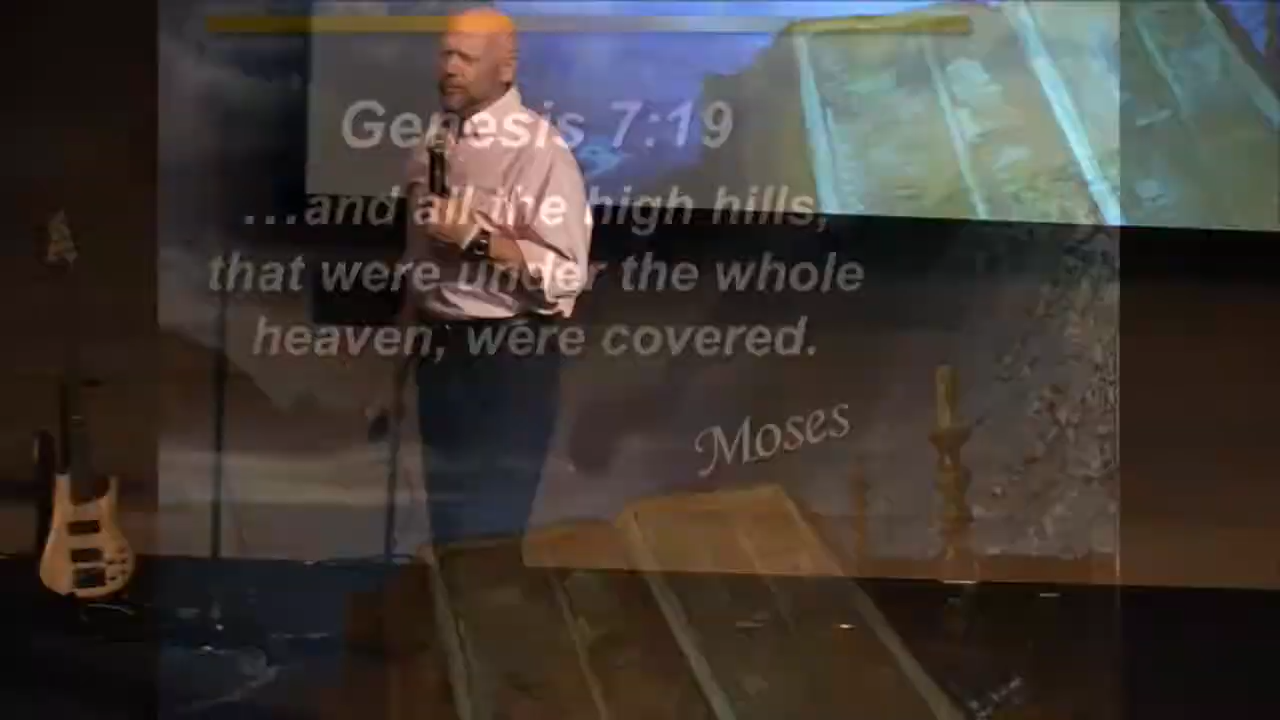 Genesis 7:19
...and all the high hills,
that were under the whole
heaven, were covered.
Moses